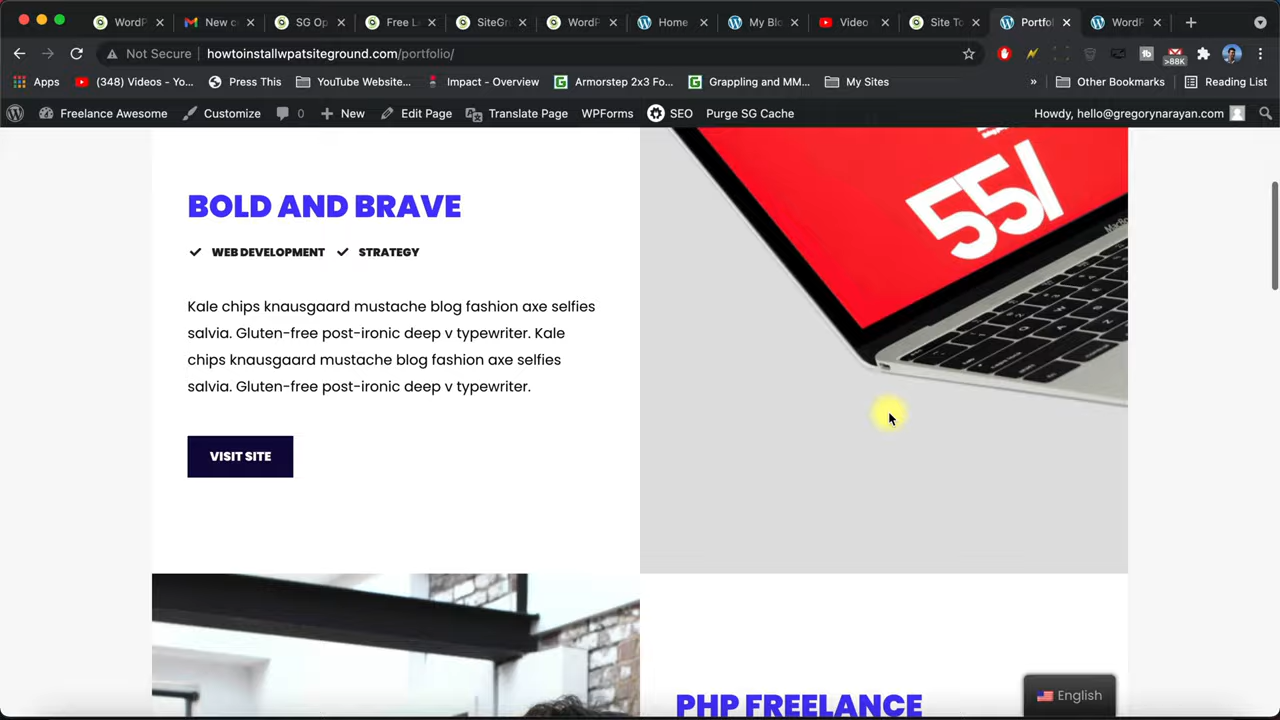 WordP
New c
SG Op
Free L
SiteGr
WordP
Home
My Blo
Video
Site To
Portfol
WordP
Not Secure
howtoinstallwpatsiteground.com/portfolio/
>88K
Apps
(348) Videos - Yo...
Press This
YouTube Website...
Impact - Overview
Armorstep 2x3 Fo...
Grappling and MM...
My Sites
»
Other Bookmarks
Reading List
Freelance Awesome
Customize
0
New
Edit Page
Translate Page
WPForms
SEO
Purge SG Cache
Howdy, hello@gregorynarayan.com
BOLD AND BRAVE
WEB DEVELOPMENT STRATEGY
Kale chips knausgaard mustache blog fashion axe selfies
salvia. Gluten-free post-ironic deep v typewriter. Kale
chips knausgaard mustache blog fashion axe selfies
salvia. Gluten-free post-ironic deep v typewriter.
VISIT SITE
55/
PHP FREELANCE
English